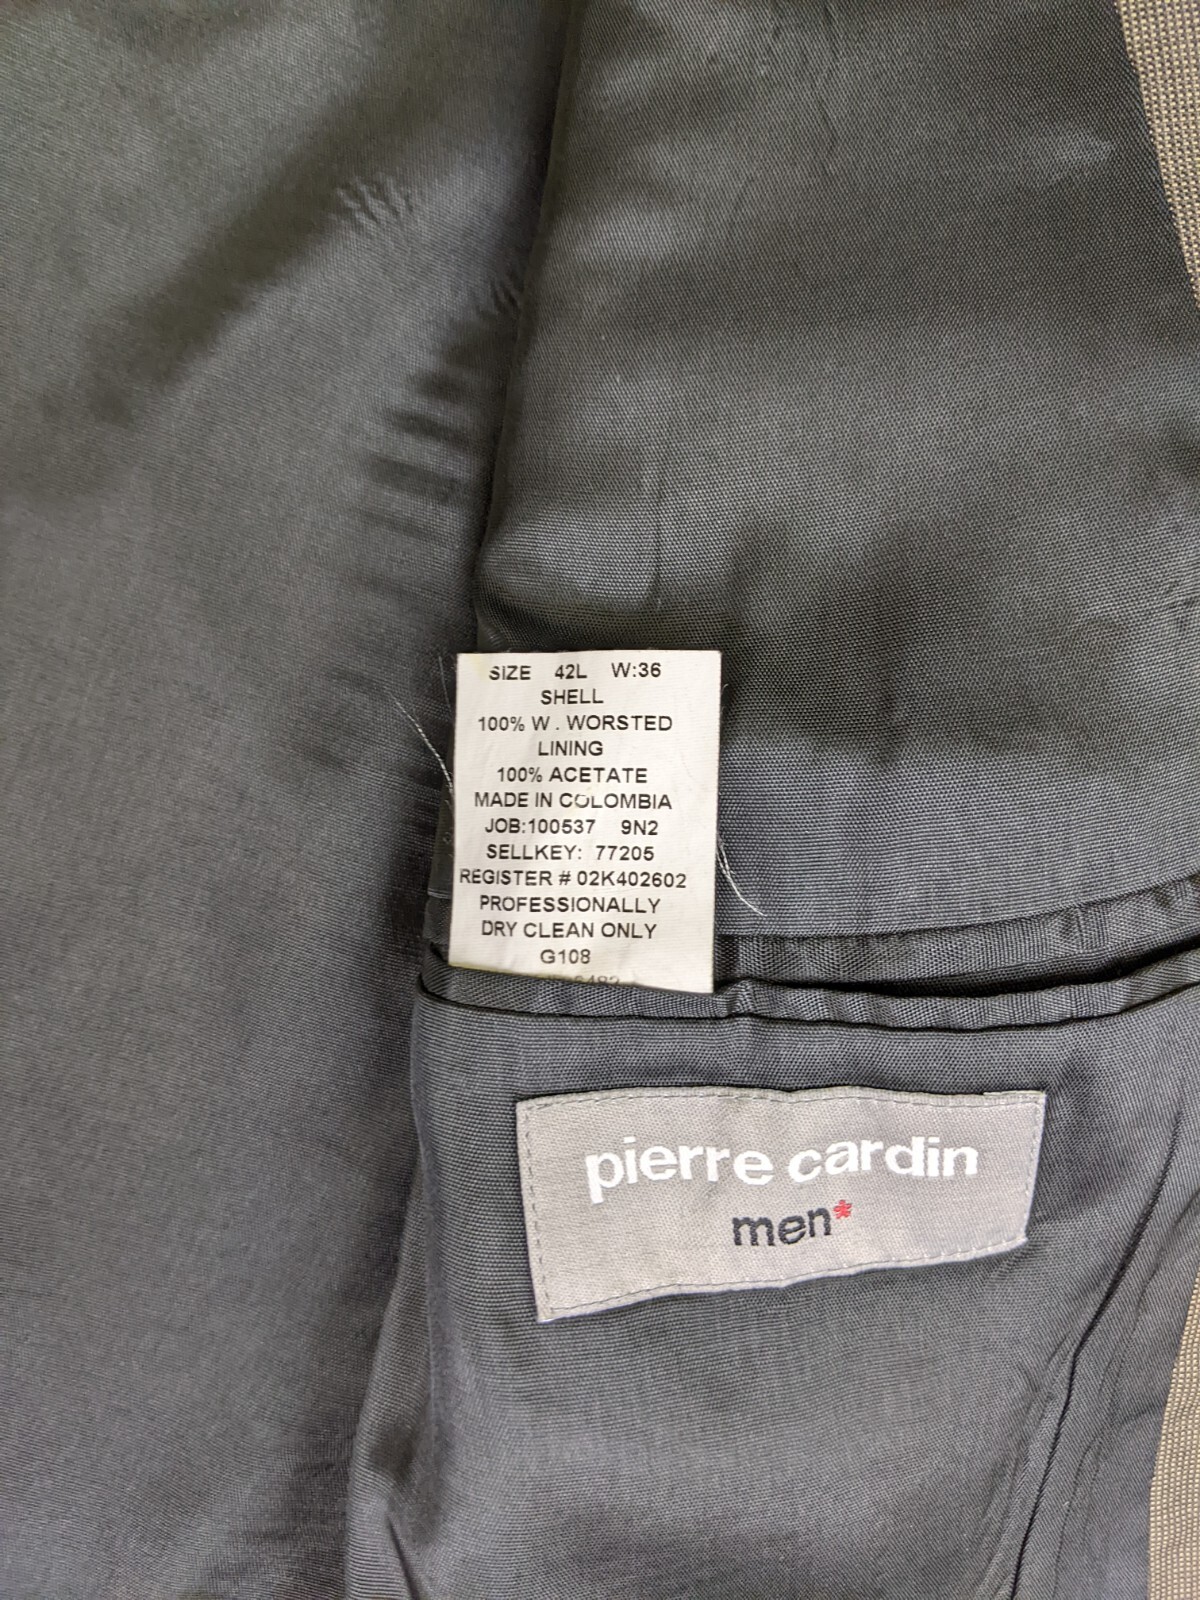 SIZE 42L W:36
SHELL
100% W . WORSTED
LINING
100% ACETATE
MADE IN COLOMBIA
JOB:100537 9N2
SELLKEY: 77205
REGISTER # 02K402602
PROFESSIONALLY
DRY CLEAN ONLY
G108
pierre cardin
men*